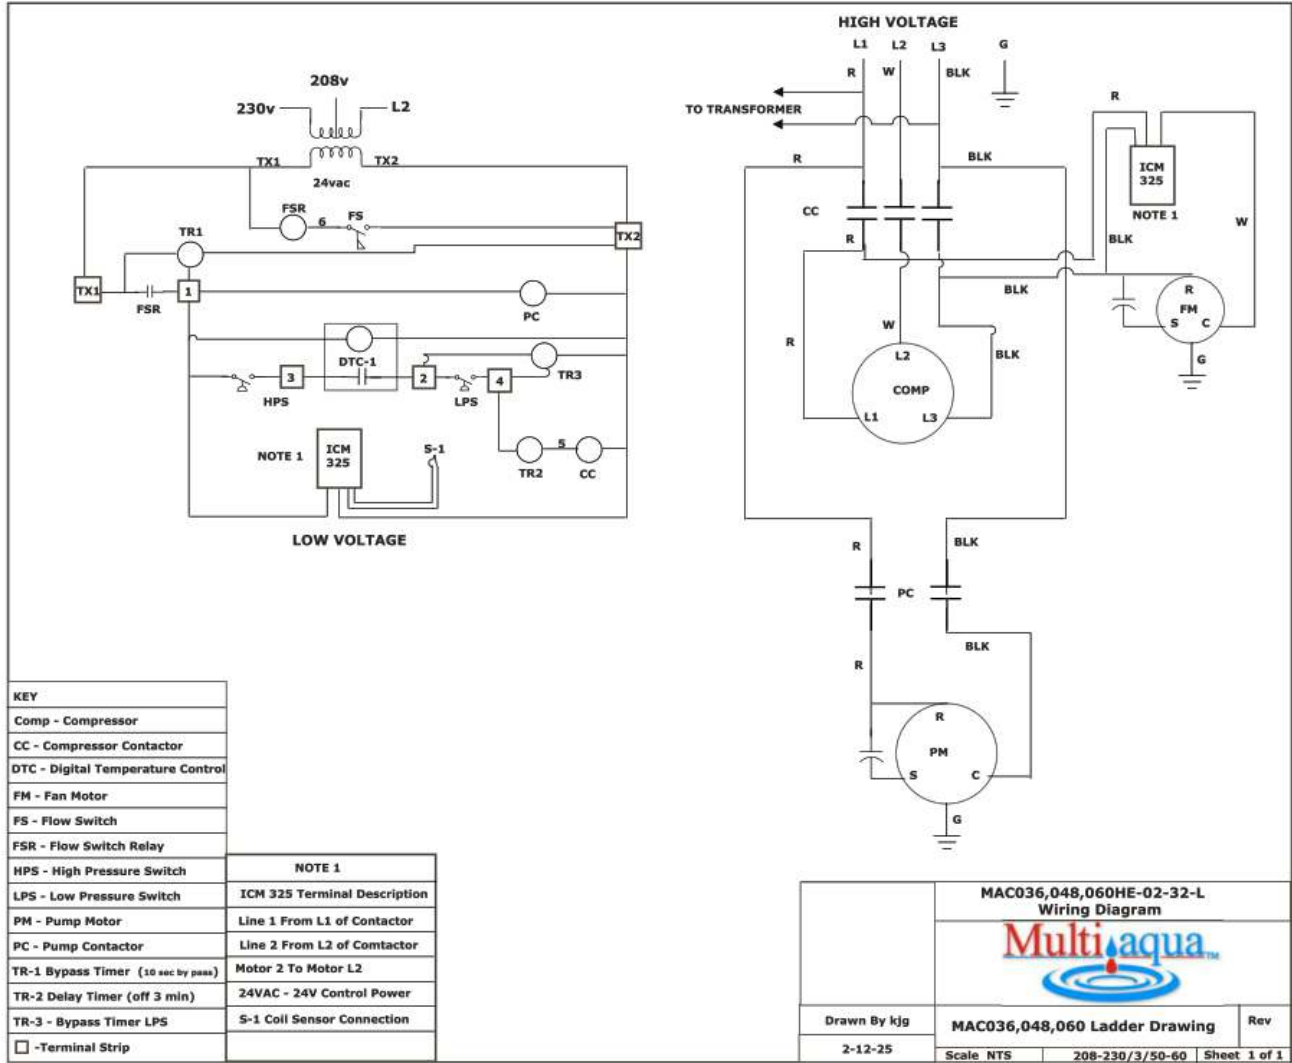 HIGH VOLTAGE
L1 L2 L3 G
R W BLK
TO TRANSFORMER
208v
230v L2
TX1 TX2
24vac
FSR 6 FS
TR1
TX2
TX1
FSR
1
PC
DTC-1
3
2
4
TR3
HPS
LPS
NOTE 1
ICM
325
S-1
5
TR2 CC
LOW VOLTAGE
R
BLK
R
ICM
325
NOTE 1
CC
R
BLK
W
BLK
R
FM
S C
G
W
R
BLK
L2
COMP
L1 L3
R
BLK
PC
R
BLK
R
PM
S C
G
KEY
Comp - Compressor
CC - Compressor Contactor
DTC - Digital Temperature Control
FM - Fan Motor
FS - Flow Switch
FSR - Flow Switch Relay
HPS - High Pressure Switch
LPS - Low Pressure Switch
PM - Pump Motor
PC - Pump Contactor
TR-1 Bypass Timer (10 sec by pass)
TR-2 Delay Timer (off 3 min)
TR-3 - Bypass Timer LPS
-Terminal Strip
NOTE 1
ICM 325 Terminal Description
Line 1 From L1 of Contactor
Line 2 From L2 of Comtactor
Motor 2 To Motor L2
24VAC - 24V Control Power
S-1 Coil Sensor Connection
MAC036,048,060HE-02-32-L
Wiring Diagram
Multiaqua™
Drawn By kjg
2-12-25
MAC036,048,060 Ladder Drawing
Rev
Scale NTS
208-230/3/50-60
Sheet 1 of 1